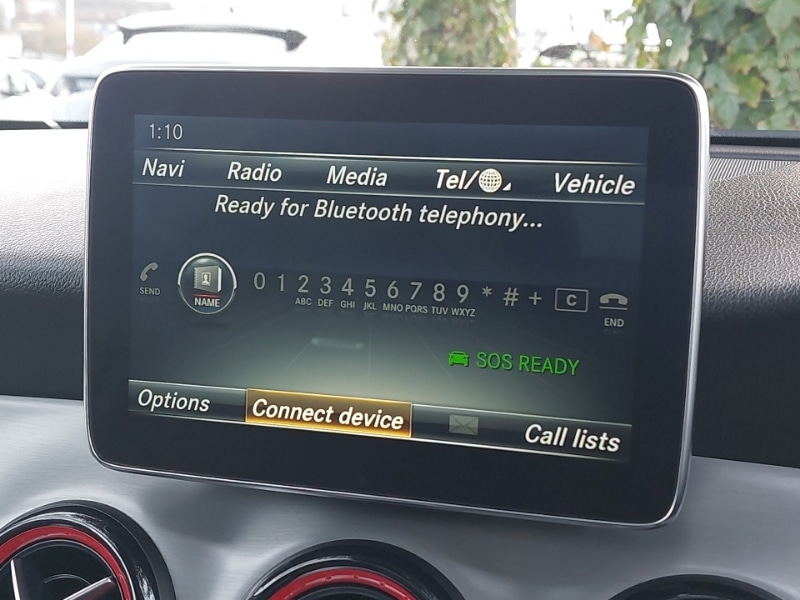 1:10
Navi Radio Media Tel/ Vehicle
Ready for Bluetooth telephony...
SEND NAME 0 1 2 3 4 5 6 7 8 9 * # + C END
ABC DEF GHI JKL MNO PQRS TUV WXYZ
SOS READY
Options Connect device Call lists